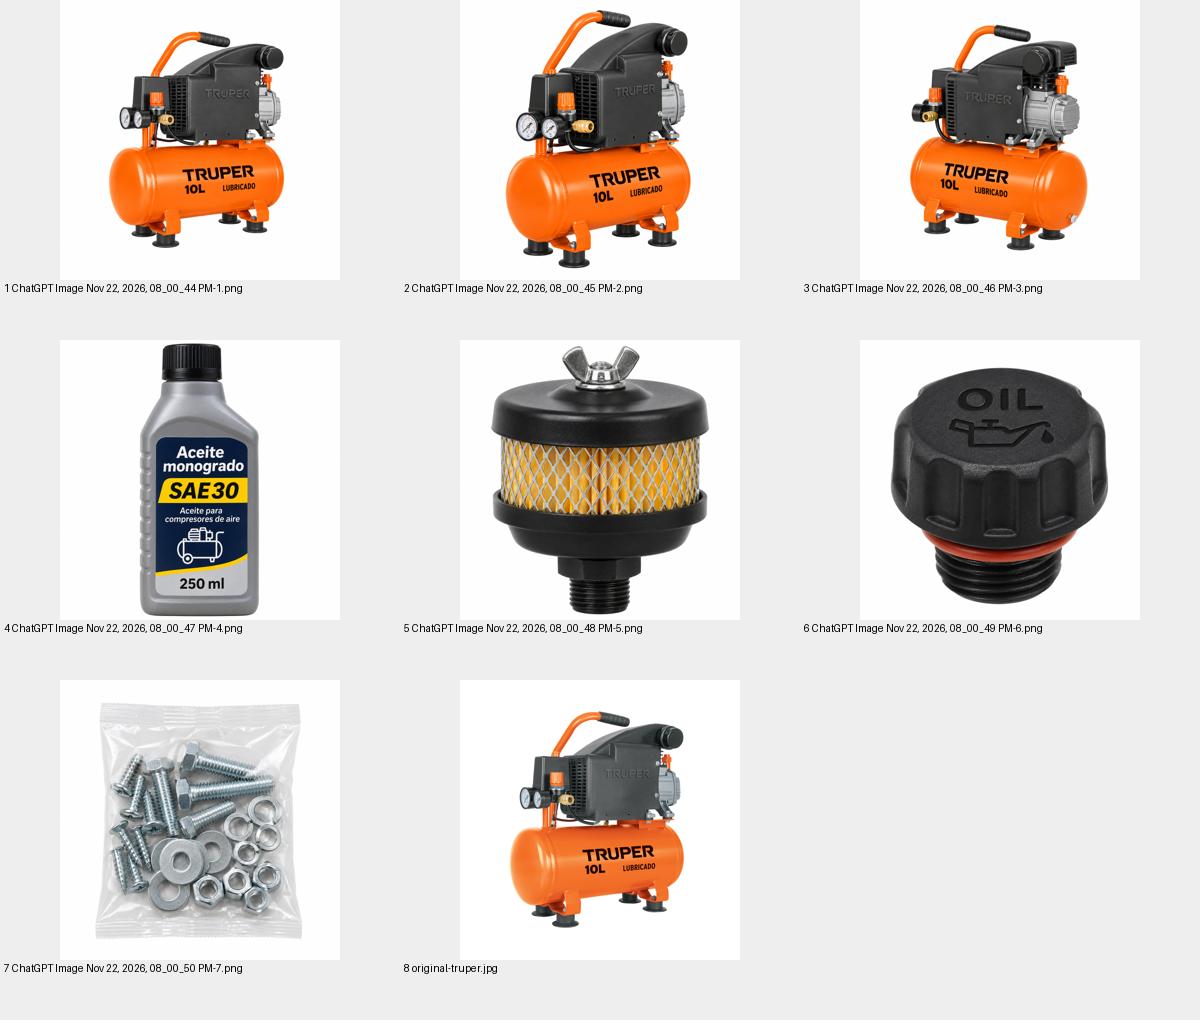 TRUPER
TRUPER
10L LUBRICADO
TRUPER
TRUPER
10L LUBRICADO
TRUPER
TRUPER
10L LUBRICADO
1 ChatGPT Image Nov 22, 2026, 08_00_44 PM-1.png
2 ChatGPT Image Nov 22, 2026, 08_00_45 PM-2.png
3 ChatGPT Image Nov 22, 2026, 08_00_46 PM-3.png
Aceite
monogrado
SAE30
Aceite para
compresores de aire
250 ml
OIL
4 ChatGPT Image Nov 22, 2026, 08_00_47 PM-4.png
5 ChatGPT Image Nov 22, 2026, 08_00_48 PM-5.png
6 ChatGPT Image Nov 22, 2026, 08_00_49 PM-6.png
TRUPER
TRUPER
10L LUBRICADO
7 ChatGPT Image Nov 22, 2026, 08_00_50 PM-7.png
8 original-truper.jpg